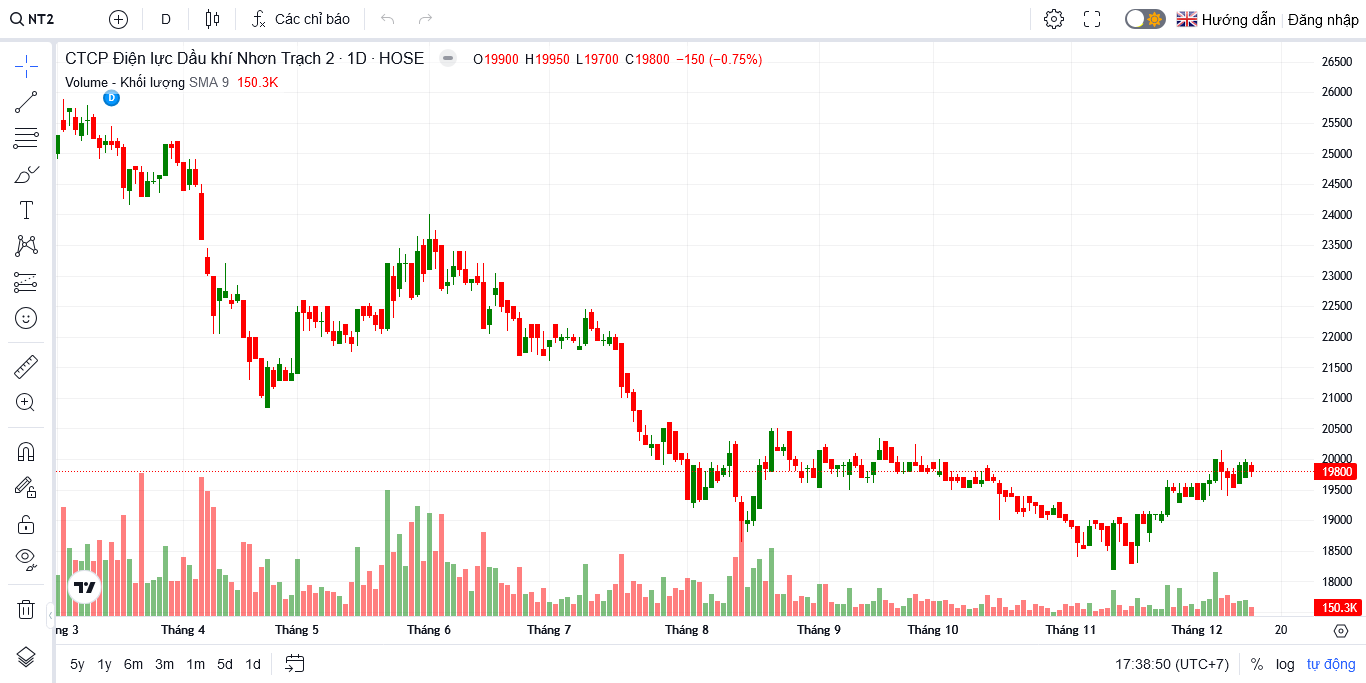 NT2 D Các chỉ báo Hướng dẫn Đăng nhập
CTCP Điện lực Dầu khí Nhơn Trạch 2 · 1D · HOSE O19900 H19950 L19700 C19800 −150 (−0.75%)
Volume - Khối lượng SMA 9 150.3K
D
26500
26000
25500
25000
24500
24000
23500
23000
22500
22000
21500
21000
20500
20000
19800
19500
19000
18500
18000
150.3K
ng 3 Tháng 4 Tháng 5 Tháng 6 Tháng 7 Tháng 8 Tháng 9 Tháng 10 Tháng 11 Tháng 12 20
5y 1y 6m 3m 1m 5d 1d 17:38:50 (UTC+7) % log tự động